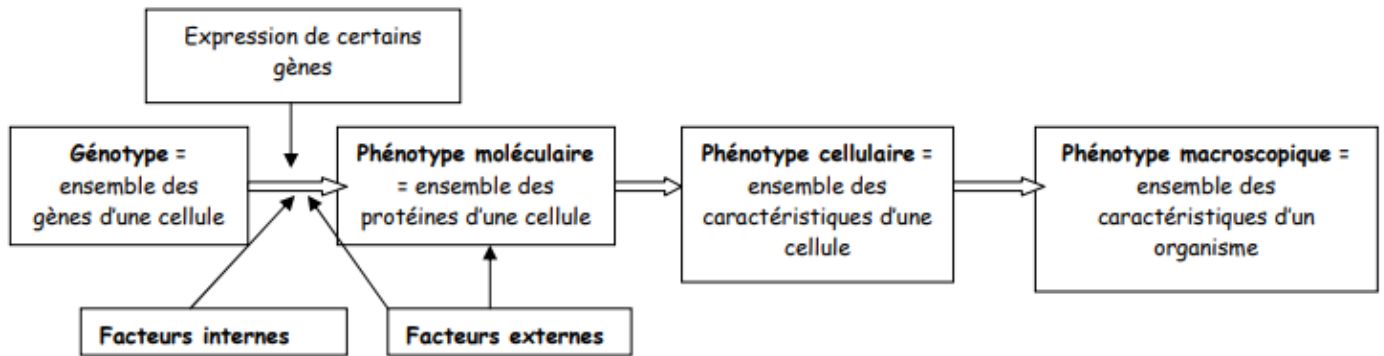 Expression de certains
gènes
Génotype =
ensemble des
gènes d'une cellule
Phénotype moléculaire
= ensemble des
protéines d'une cellule
Phénotype cellulaire =
ensemble des
caractéristiques d'une
cellule
Phénotype macroscopique =
ensemble des
caractéristiques d'un
organisme
Facteurs internes
Facteurs externes